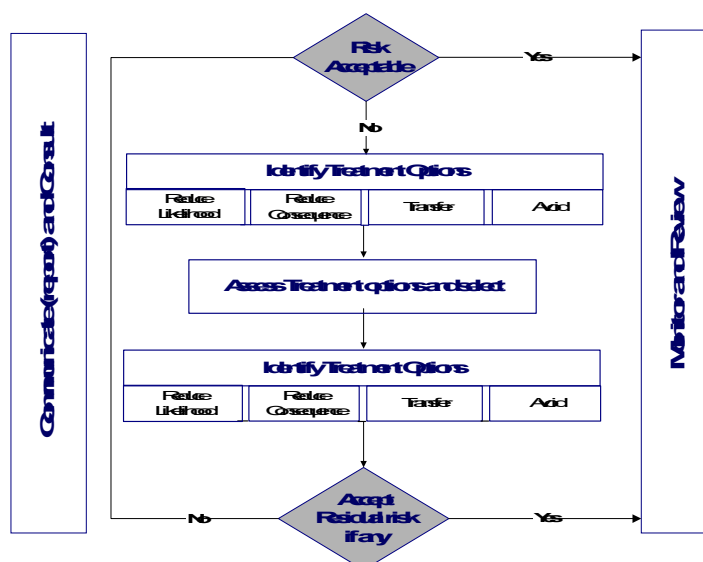 Risk
Acceptable
Yes
No
Identify Treatment Options
Reduce
Likelihood
Reduce
Consequence
Transfer
Avoid
Assess Treatment options and select
Identify Treatment Options
Reduce
Likelihood
Reduce
Consequence
Transfer
Avoid
Accept
Residual risk
if any
No
Yes
Communicate (report) and Consult
Monitor and Review